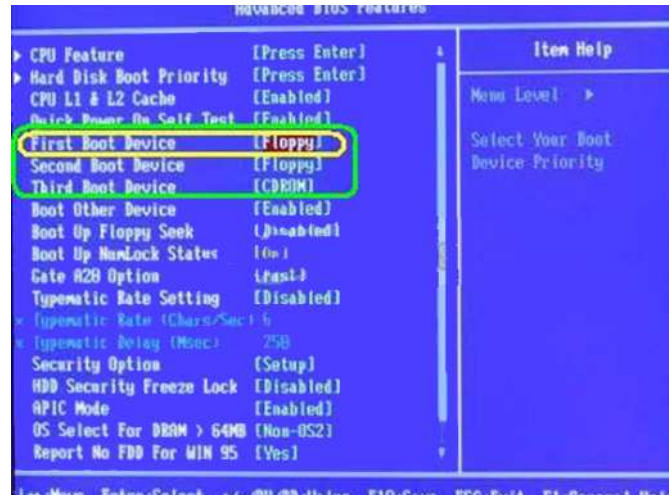 Advanced BIOS Features
CPU Feature [Press Enter]
Hard Disk Boot Priority [Press Enter]
CPU L1 & L2 Cache [Enabled]
Quick Power On Self Test [Enabled]
First Boot Device [Floppy]
Second Boot Device [Floppy]
Third Boot Device [CDROM]
Boot Other Device [Enabled]
Boot Up Floppy Seek [Disabled]
Boot Up NumLock Status [On]
Gate A20 Option [Fast]
Typematic Rate Setting [Disabled]
x Typematic Rate (Chars/Sec) 6
x Typematic Delay (Msec) 250
Security Option [Setup]
HDD Security Freeze Lock [Disabled]
APIC Mode [Enabled]
OS Select For DRAM > 64MB [Non-OS2]
Report No FDD For WIN 95 [Yes]
Item Help
Menu Level
Select Your Boot
Device Priority